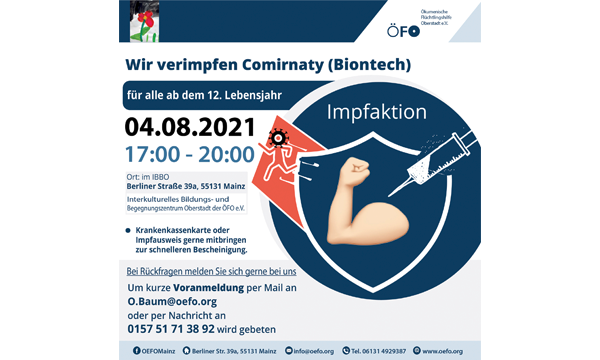 ÖFO
Ökumenische
Flüchtlingshilfe
Oberstadt e.V.
Wir verimpfen Comirnaty (Biontech)
für alle ab dem 12. Lebensjahr
Impfaktion
04.08.2021
17:00 - 20:00
Ort: im IBBO
Berliner Straße 39a, 55131 Mainz
Interkulturelles Bildungs- und
Begegnungszentrum Oberstadt der ÖFO e.V.
Krankenkassenkarte oder
Impfausweis gerne mitbringen
zur schnelleren Bescheinigung.
Bei Rückfragen melden Sie sich gerne bei uns
Um kurze Voranmeldung per Mail an
O.Baum@oefo.org
oder per Nachricht an
0157 51 71 38 92 wird gebeten
OEFOMainz Berliner Str. 39a, 55131 Mainz info@oefo.org Tel. 06131 4929387 www.oefo.org